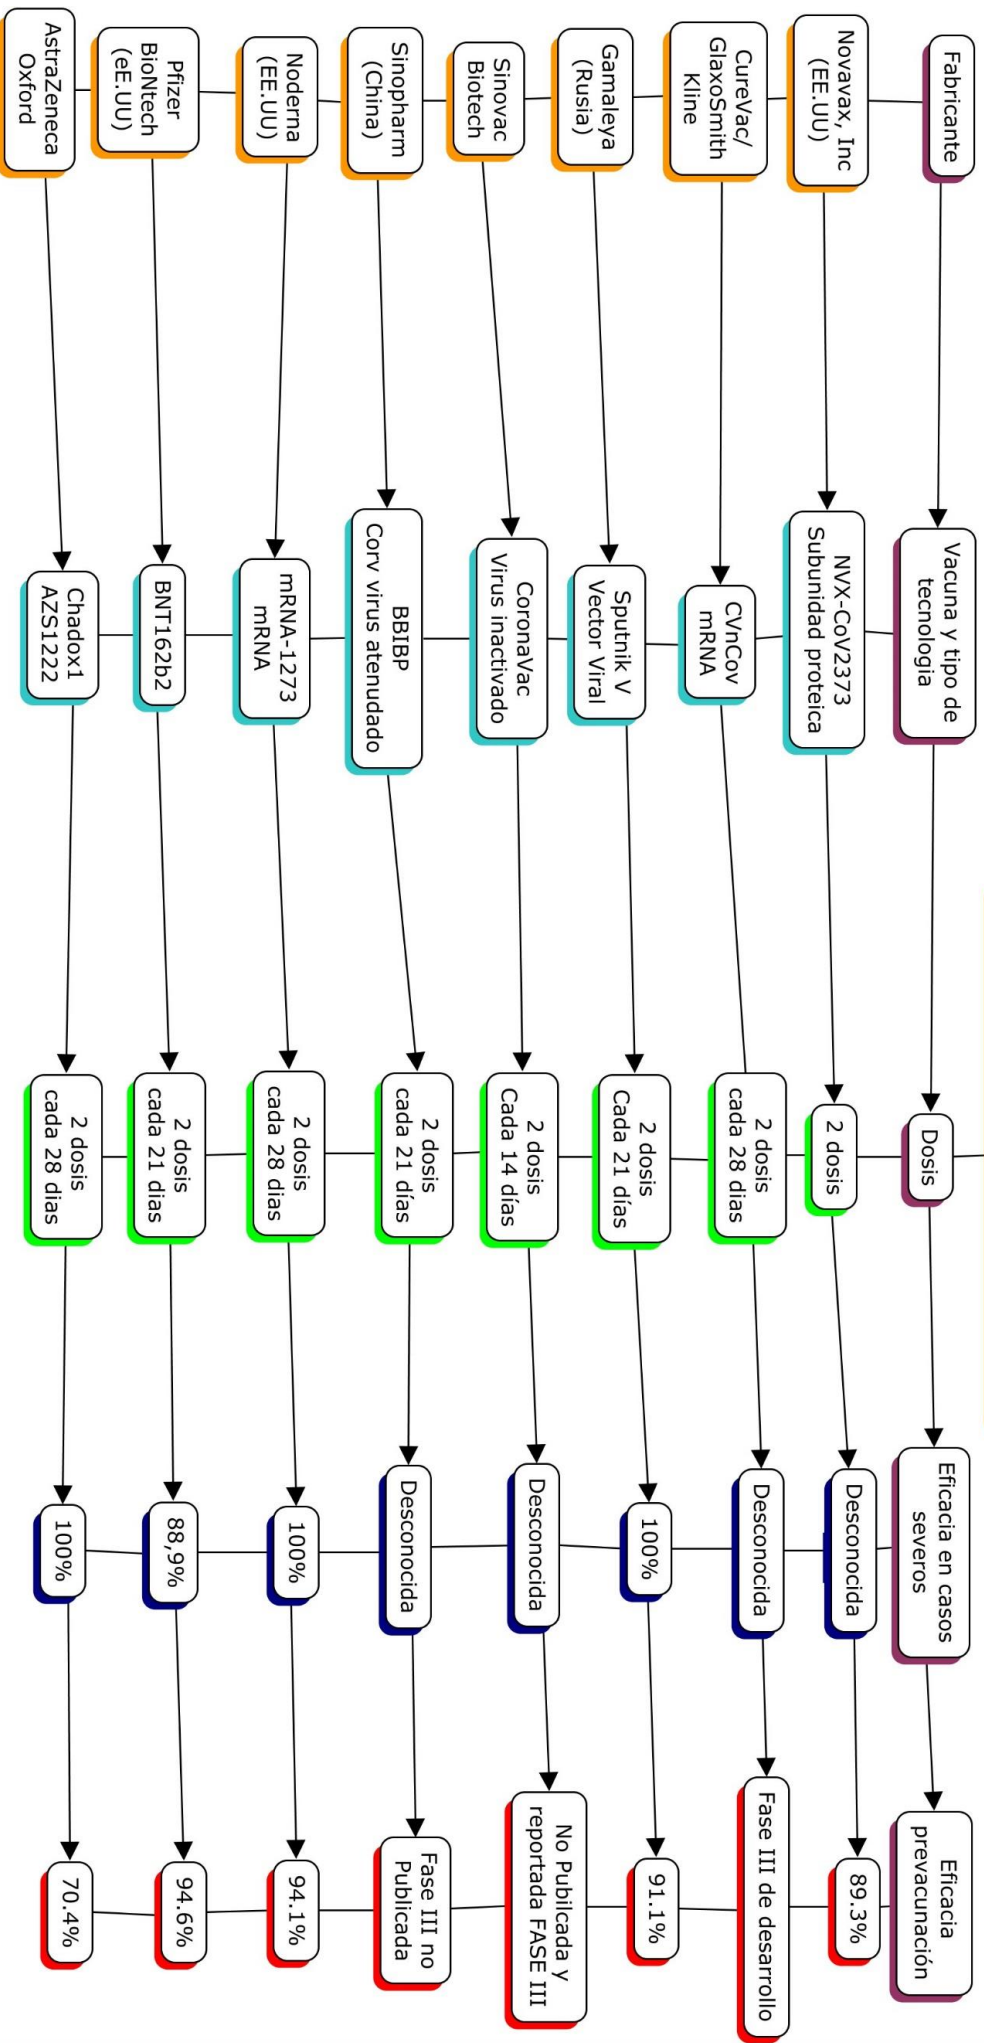 Fabricante
Vacuna y tipo de
tecnologia
Dosis
Eficacia en casos
severos
Eficacia
prevacunación
Novavax, Inc
(EE.UU)
NVX-CoV2373
Subunidad proteica
2 dosis
Desconocida
89.3%
CureVac/
GlaxoSmith
Kline
CVnCov
mRNA
2 dosis
cada 28 dias
Desconocida
Fase III de desarrollo
Gamaleya
(Rusia)
Sputnik V
Vector Viral
2 dosis
Cada 21 días
100%
91.1%
Sinovac
Biotech
CoronaVac
Virus inactivado
2 dosis
Cada 14 días
Desconocida
No Pubilcada y
reportada FASE III
Sinopharm
(China)
BBIBP
Corv virus atenudado
2 dosis
cada 21 días
Desconocida
Fase III no
Publicada
Noderna
(EE.UU)
mRNA-1273
mRNA
2 dosis
cada 28 dias
100%
94.1%
Pfizer
BioNtech
(eE.UU)
BNT162b2
2 dosis
cada 21 dias
88,9%
94.6%
AstraZeneca
Oxford
Chadox1
AZS1222
2 dosis
cada 28 dias
100%
70.4%